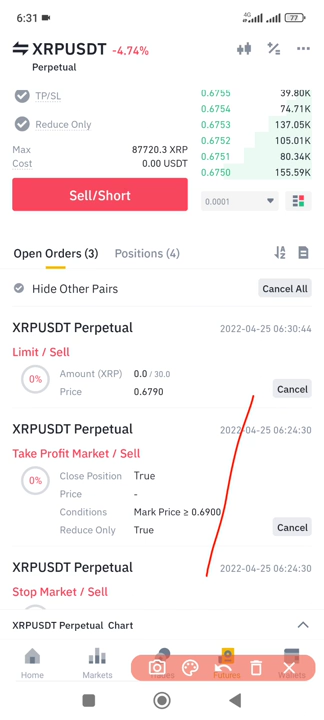 6:31
4G
77
XRPUSDT -4.74%
Perpetual
TP/SL
Reduce Only
Max 87720.3 XRP
Cost 0.00 USDT
Sell/Short
0.6755 39.80K
0.6754 74.71K
0.6753 137.05K
0.6752 105.01K
0.6751 80.34K
0.6750 155.59K
0.0001
Open Orders (3) Positions (4)
Hide Other Pairs Cancel All
XRPUSDT Perpetual 2022-04-25 06:30:44
Limit / Sell
0% Amount (XRP) 0.0 / 30.0
Price 0.6790
Cancel
XRPUSDT Perpetual 2022-04-25 06:24:30
Take Profit Market / Sell
0% Close Position True
Price -
Conditions Mark Price ≥ 0.6900
Reduce Only True
Cancel
XRPUSDT Perpetual 2022-04-25 06:24:30
Stop Market / Sell
XRPUSDT Perpetual Chart
Home Markets Trades Futures Wallets